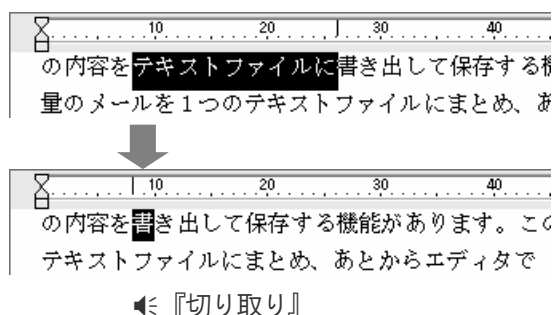 10 20 30 40
の内容をテキストファイルに書き出して保存する機
量のメールを1つのテキストファイルにまとめ、あ
10 20 30 40
の内容を書き出して保存する機能があります。この
テキストファイルにまとめ、あとからエディタで
『切り取り』